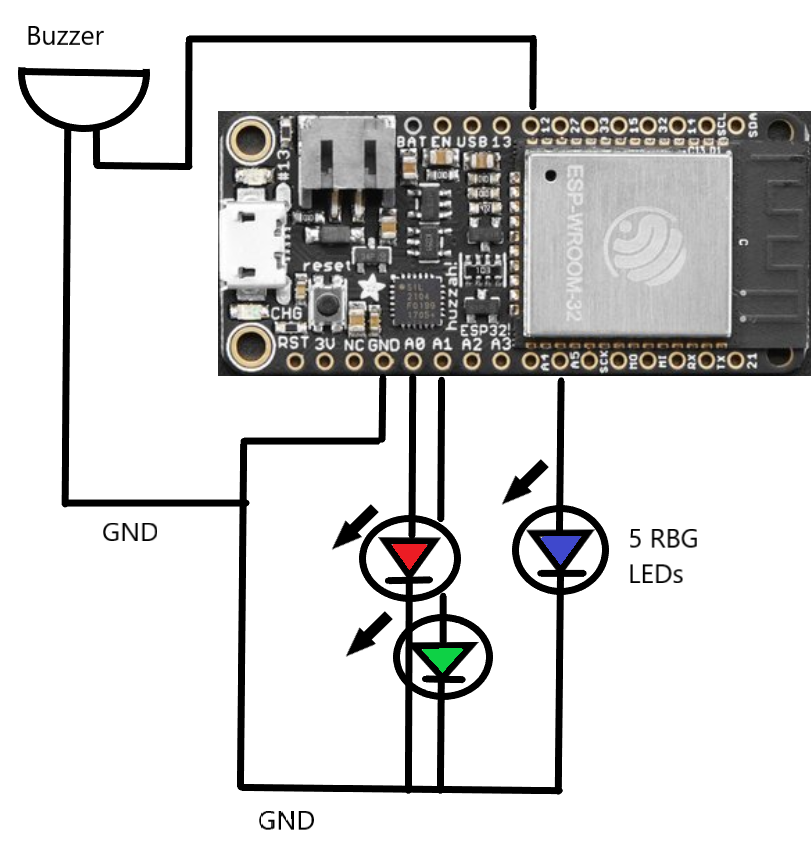 Buzzer
BAT EN USB 13 12 27 33 15 32 14 SCL SDA
#13
ESP-WROOM-32
C
reset
SIL
2104
huzzah!
CHG
ESP32
RST 3V NC GND A0 A1 A2 A3 A4 A5 SCK MO MI RX TX 21
GND
5 RBG
LEDs
GND